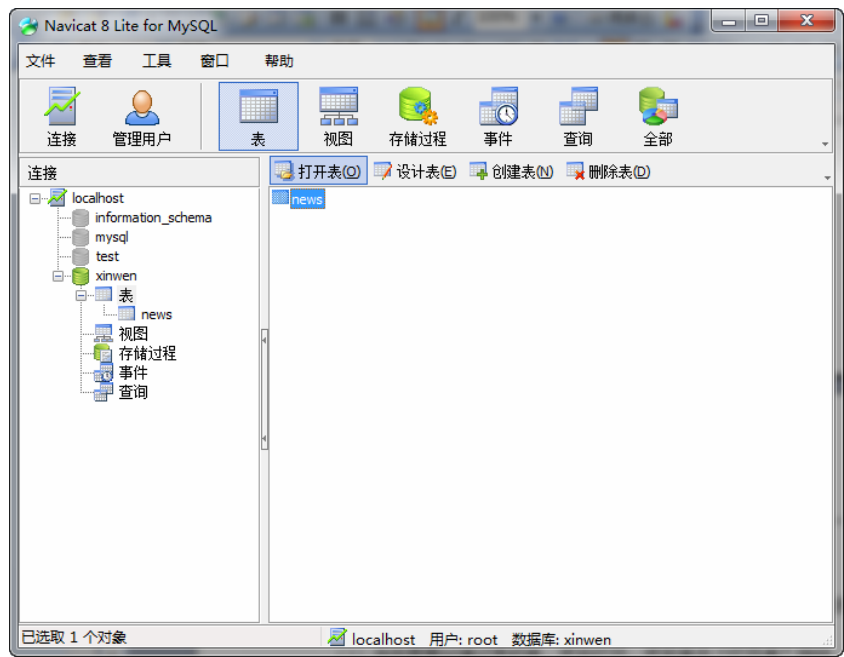 Navicat 8 Lite for MySQL
文件 查看 工具 窗口 帮助
连接 管理用户 表 视图 存储过程 事件 查询 全部
连接
打开表(O) 设计表(E) 创建表(N) 删除表(D)
localhost
information_schema
mysql
test
xinwen
表
news
视图
存储过程
事件
查询
news
已选取 1 个对象
localhost 用户: root 数据库: xinwen